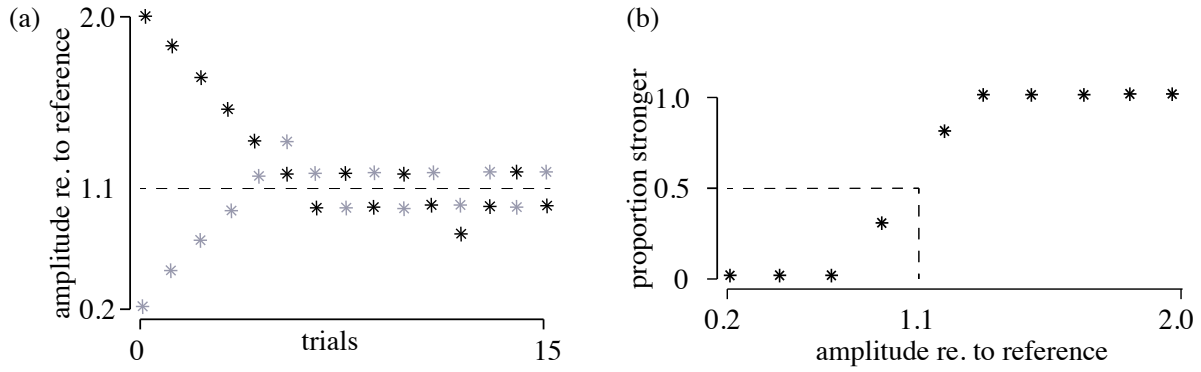 (a)
amplitude re. to reference
2.0
1.1
0.2
0
trials
15
(b)
proportion stronger
1.0
0.5
0
0.2
1.1
2.0
amplitude re. to reference